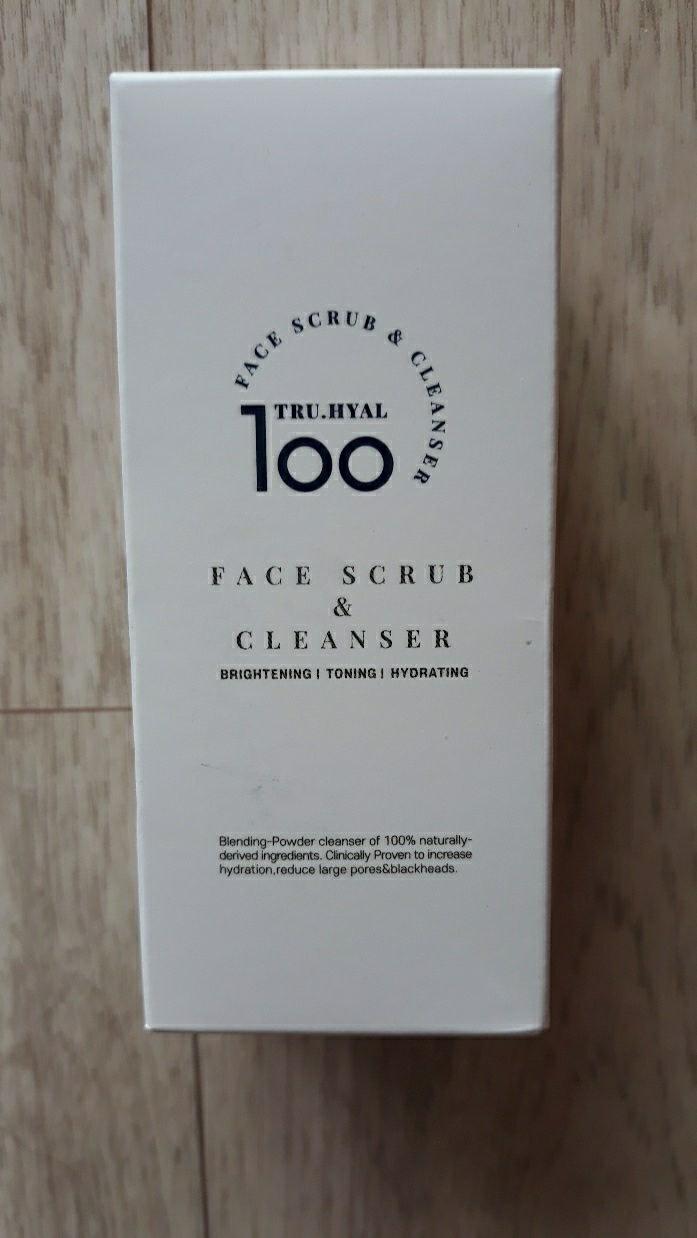 FACE SCRUB & CLEANSER
TRU.HYAL
100
FACE SCRUB
&
CLEANSER
BRIGHTENING | TONING | HYDRATING
Blending-Powder cleanser of 100% naturally-
derived ingredients. Clinically Proven to increase
hydration,reduce large pores&blackheads.